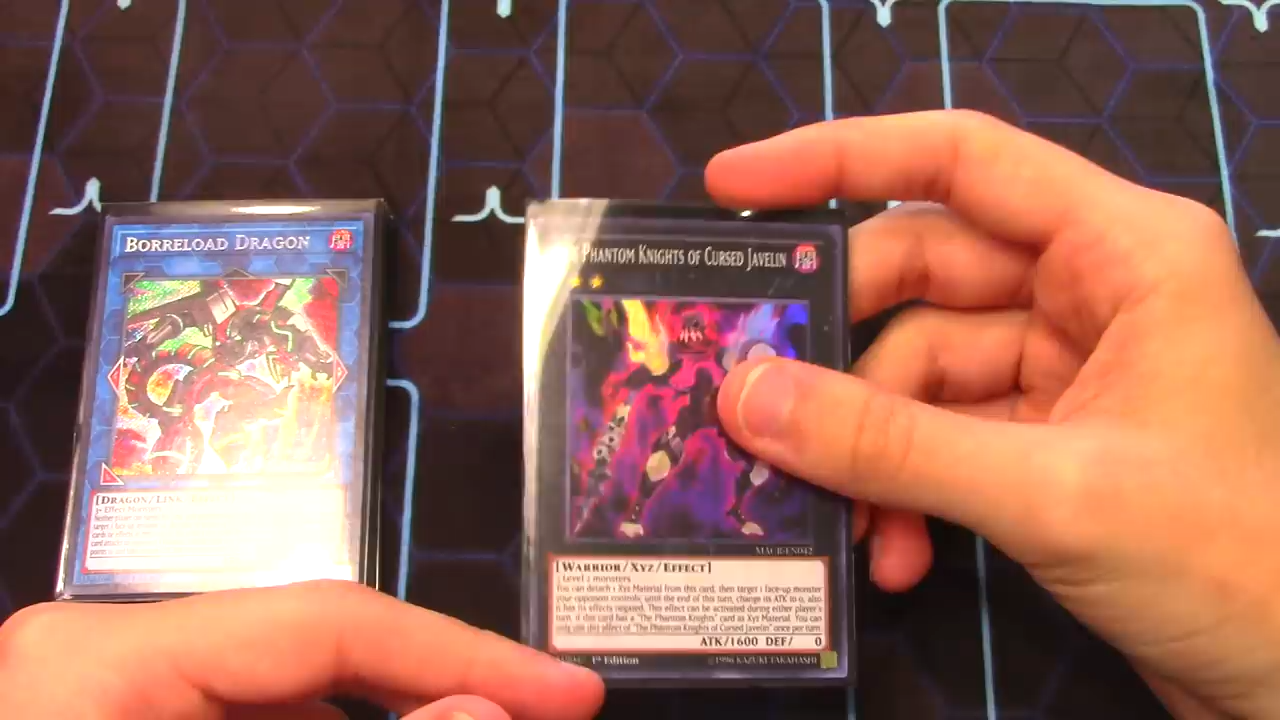 BORRELOAD DRAGON
[DRAGON/LINK
PHANTOM KNIGHTS OF CURSED JAVELIN
MACR-EN042
[WARRIOR/XYZ/EFFECT]
2 Level 2 monsters
You can detach 1 Xyz Material from this card, then target 1 face-up monster
your opponent controls; until the end of this turn, change its ATK to 0, also
it has its effects negated. This effect can be activated during either player's
turn, if this card has a "The Phantom Knights" card as Xyz Material. You can
only use this effect of "The Phantom Knights of Cursed Javelin" once per turn.
ATK/1600 DEF/ 0
1st Edition
©1996 KAZUKI TAKAHASHI